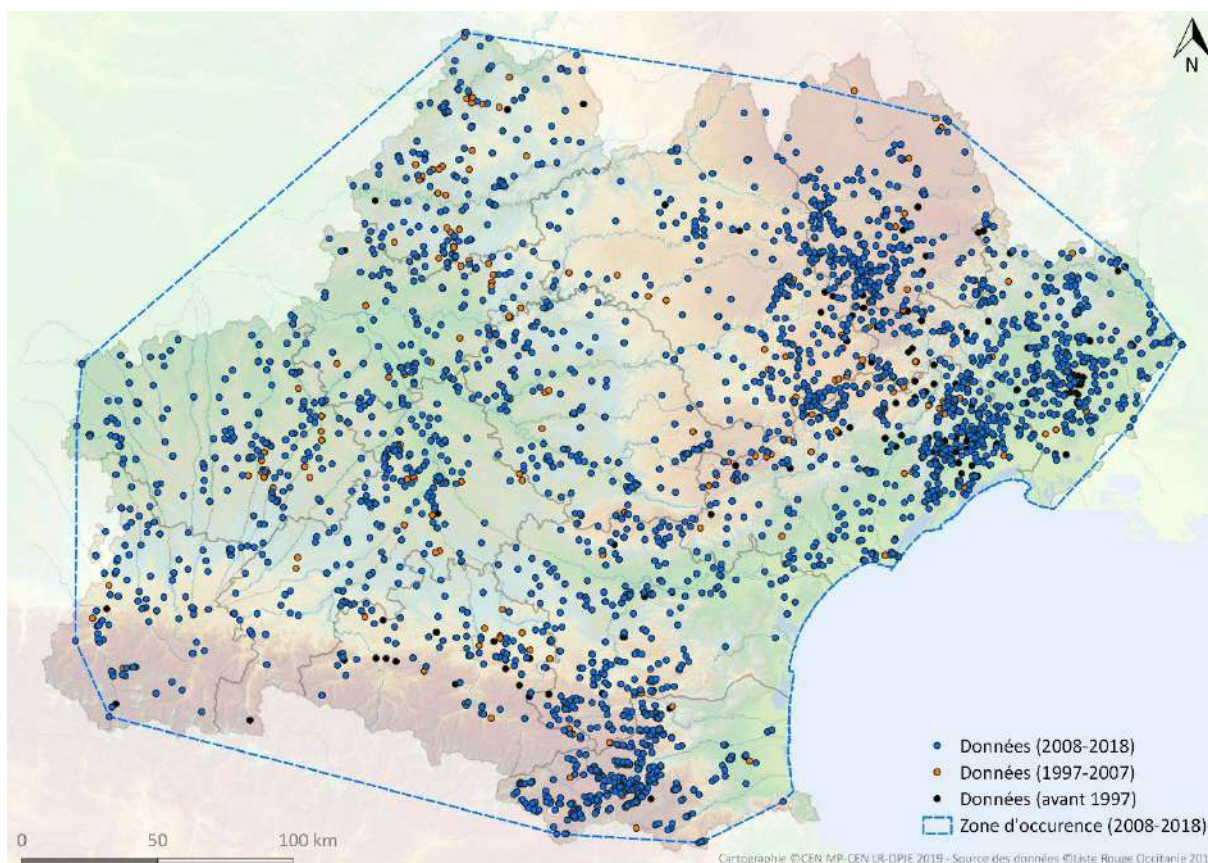 N
Données (2008-2018)
Données (1997-2007)
Données (avant 1997)
Zone d'occurence (2008-2018)
0 50 100 km
Cartographie ©CEN MP-CEN LR-OPIE 2019 - Source des données ©Liste Rouge Occitanie 201